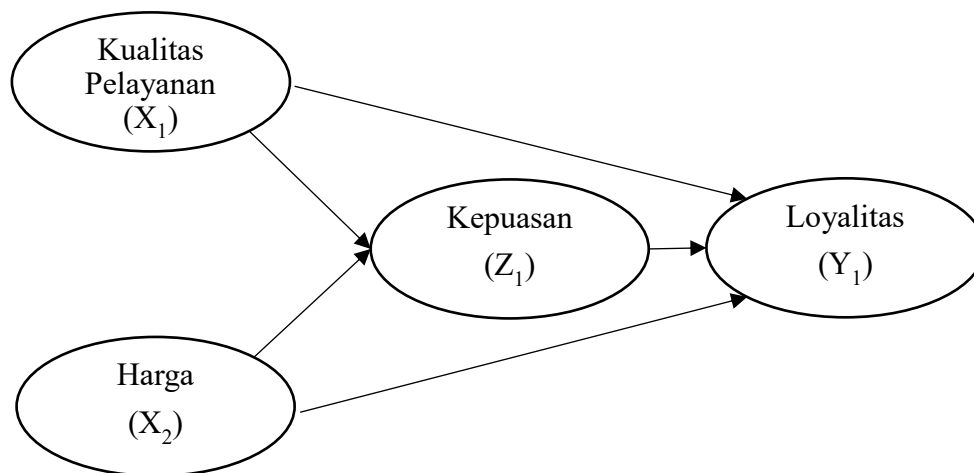 Kualitas
Pelayanan
(X₁)
Kepuasan
(Z₁)
Loyalitas
(Y₁)
Harga
(X₂)